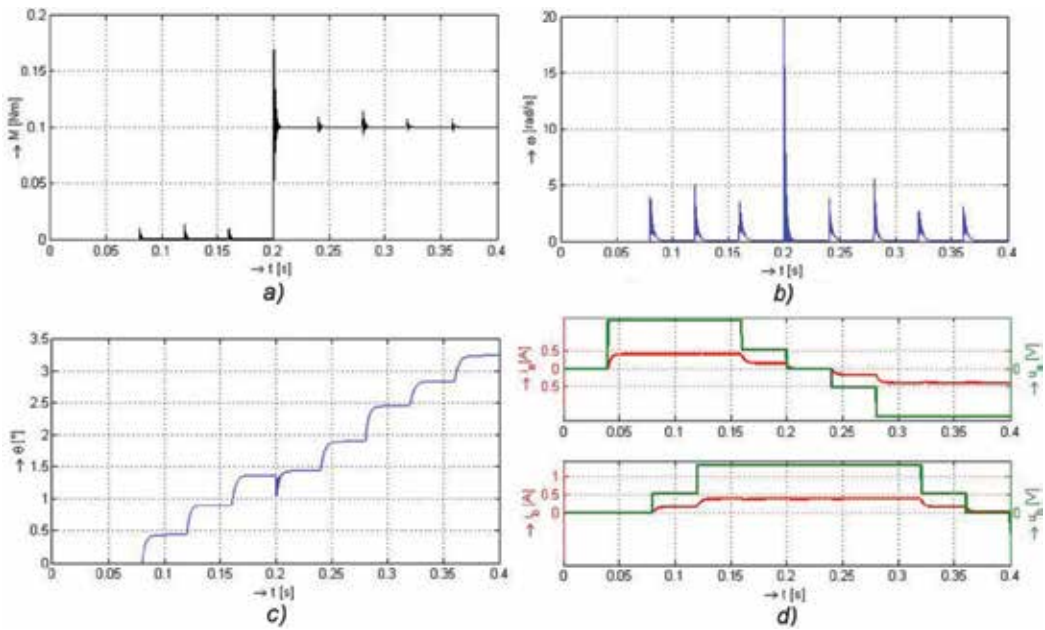 0.2
0.15
0.1
0.05
0
→ M [Nm]
0 0.05 0.1 0.15 0.2 0.25 0.3 0.35 0.4
→ t [s]
a)
20
15
10
5
0
→ ω [rad/s]
0 0.05 0.1 0.15 0.2 0.25 0.3 0.35 0.4
→ t [s]
b)
3.5
3
2.5
2
1.5
1
0.5
0
→ θ [°]
0 0.05 0.1 0.15 0.2 0.25 0.3 0.35 0.4
→ t [s]
c)
0.5
0
0.5
→ i_a [A]
0
→ u_a [V]
0 0.05 0.1 0.15 0.2 0.25 0.3 0.35 0.4
1
0.5
0
→ i_b [A]
0
→ u_b [V]
0 0.05 0.1 0.15 0.2 0.25 0.3 0.35 0.4
→ t [s]
d)